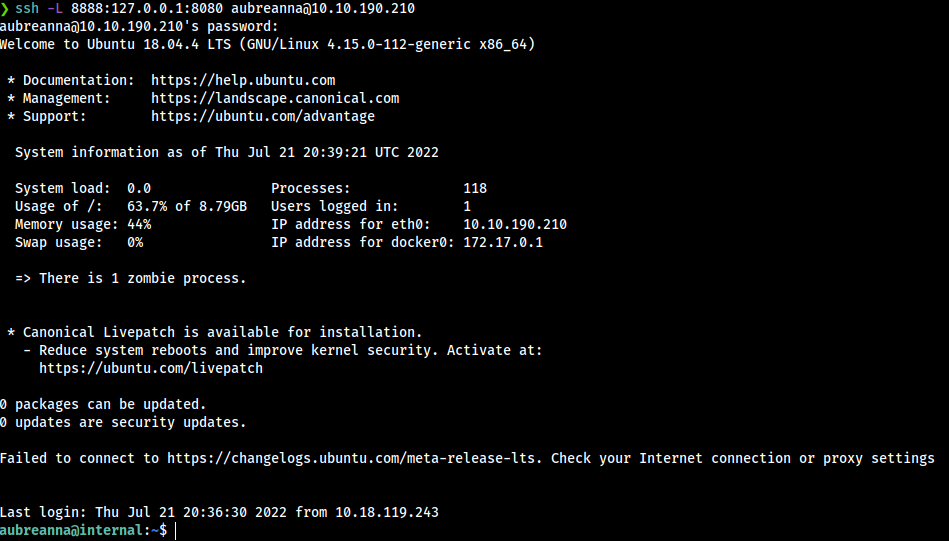 ❯ ssh -L 8888:127.0.0.1:8080 aubreanna@10.10.190.210
aubreanna@10.10.190.210's password:
Welcome to Ubuntu 18.04.4 LTS (GNU/Linux 4.15.0-112-generic x86_64)
* Documentation:  https://help.ubuntu.com
* Management:     https://landscape.canonical.com
* Support:        https://ubuntu.com/advantage
System information as of Thu Jul 21 20:39:21 UTC 2022
System load:  0.0               Processes:              118
Usage of /:   63.7% of 8.79GB   Users logged in:        1
Memory usage: 44%               IP address for eth0:    10.10.190.210
Swap usage:   0%                IP address for docker0: 172.17.0.1
=> There is 1 zombie process.
* Canonical Livepatch is available for installation.
- Reduce system reboots and improve kernel security. Activate at:
https://ubuntu.com/livepatch
0 packages can be updated.
0 updates are security updates.
Failed to connect to https://changelogs.ubuntu.com/meta-release-lts. Check your Internet connection or proxy settings
Last login: Thu Jul 21 20:36:30 2022 from 10.18.119.243
aubreanna@internal:~$